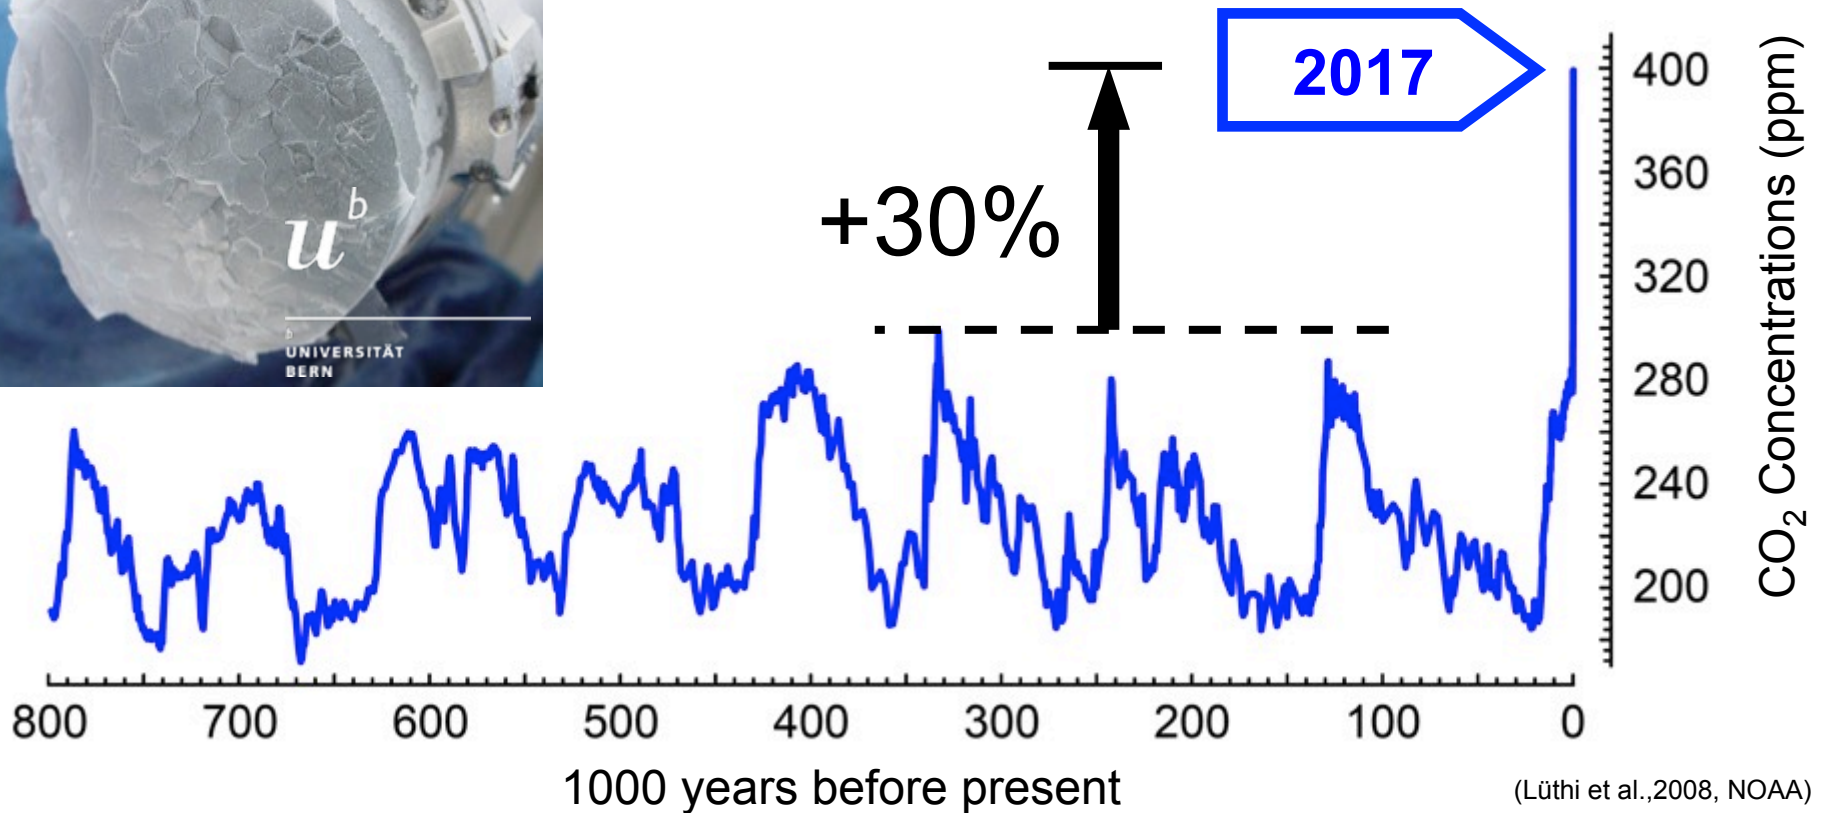 2017
+30%
u^b
b
UNIVERSITÄT
BERN
400
360
320
280
240
200
CO₂ Concentrations (ppm)
800 700 600 500 400 300 200 100 0
1000 years before present
(Lüthi et al.,2008, NOAA)